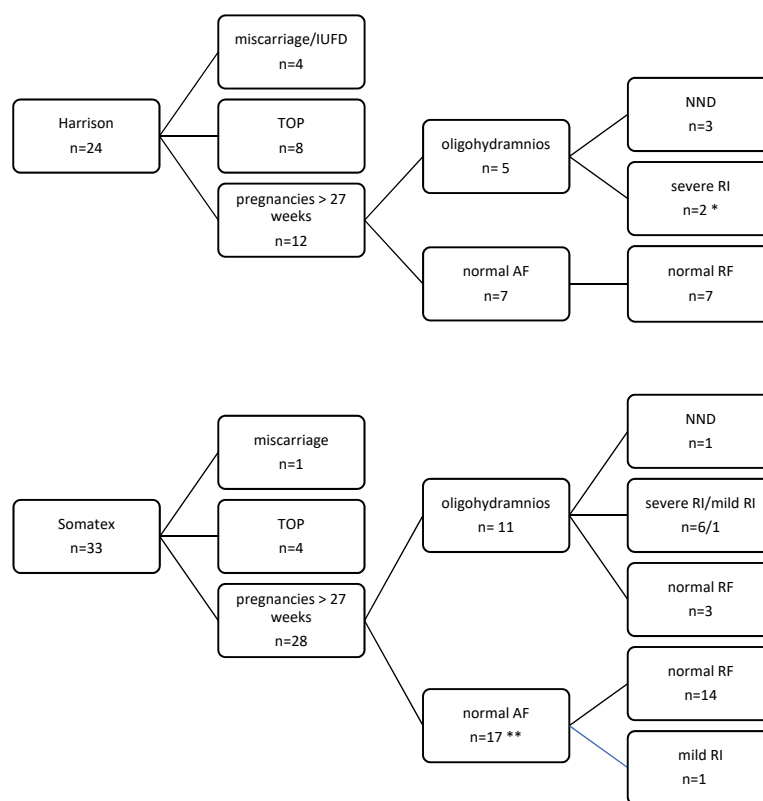 Harrison
n=24
miscarriage/IUFD
n=4
TOP
n=8
pregnancies > 27
weeks
n=12
oligohydramnios
n= 5
normal AF
n=7
NND
n=3
severe RI
n=2 *
normal RF
n=7
Somatex
n=33
miscarriage
n=1
TOP
n=4
pregnancies > 27
weeks
n=28
oligohydramnios
n= 11
normal AF
n=17 **
NND
n=1
severe RI/mild RI
n=6/1
normal RF
n=3
normal RF
n=14
mild RI
n=1